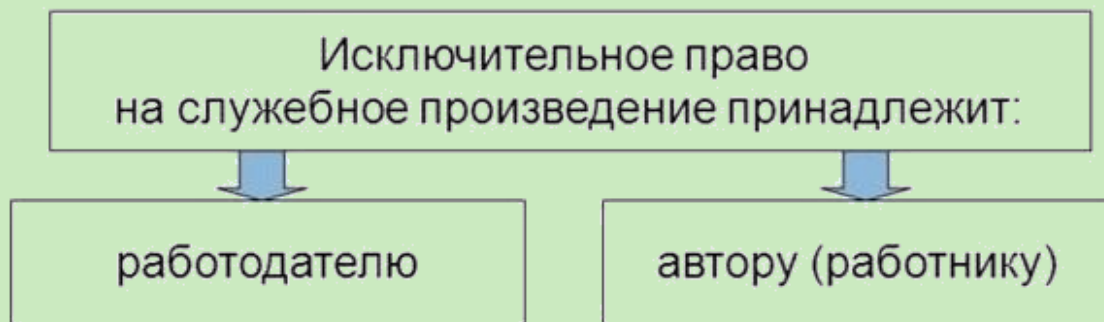 Исключительное право
на служебное произведение принадлежит:
работодателю
автору (работнику)